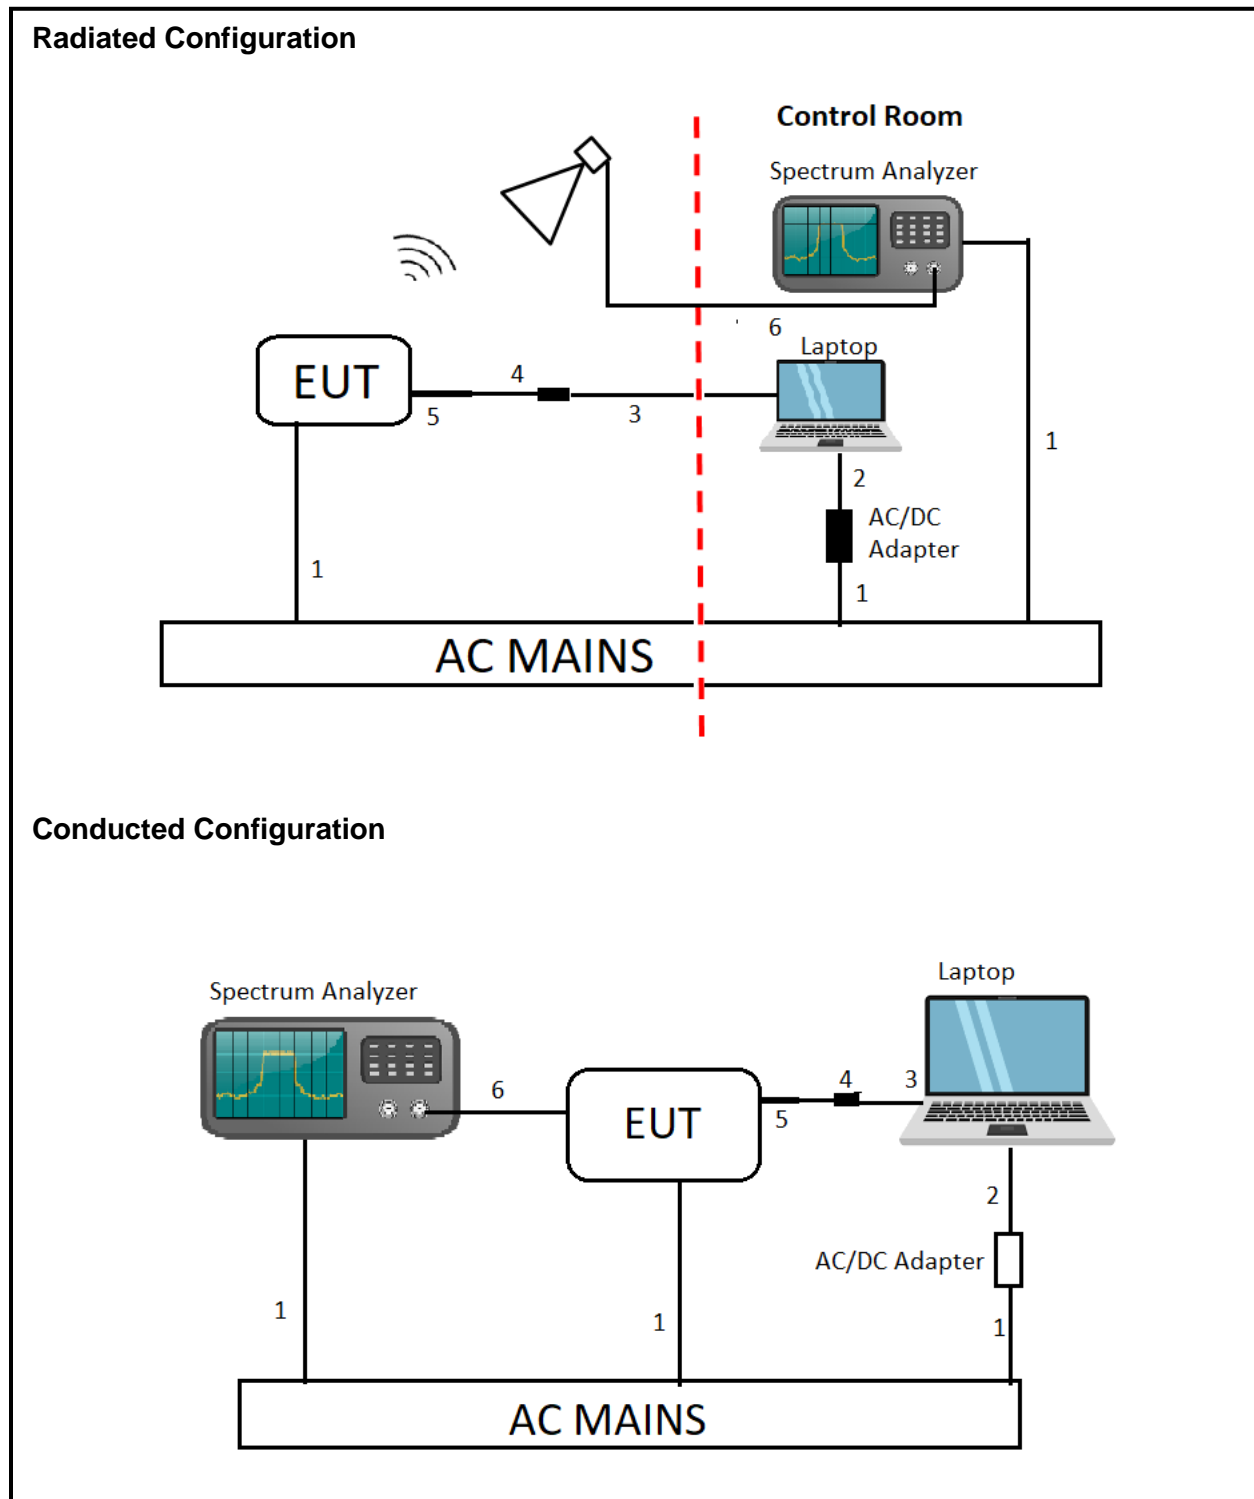 Radiated Configuration
Control Room
Spectrum Analyzer
6
Laptop
EUT
4
5
3
1
2
AC/DC
Adapter
1
1
AC MAINS
Conducted Configuration
Laptop
Spectrum Analyzer
6
EUT
4
3
5
2
AC/DC Adapter
1
1
1
AC MAINS